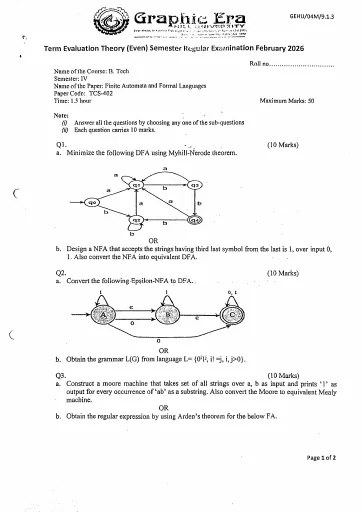 GEHU/04M/9.1.3
Graphic Era
HILL UNIVERSITY
Term Evaluation Theory (Even) Semester Regular Examination February 2026
Roll no..............................
Name of the Course: B. Tech
Semester: IV
Name of the Paper: Finite Automata and Formal Languages
Paper Code: TCS-402
Time: 1.5 hour Maximum Marks: 50
Note:
(i) Answer all the questions by choosing any one of the sub-questions
(ii) Each question carries 10 marks.
Q1. (10 Marks)
a. Minimize the following DFA using Myhill-Nerode theorem.
a
a
q1 b q3
a
q0 a a b
b
q2 b q4
b
OR
b. Design a NFA that accepts the strings having third last symbol from the last is 1, over input 0,
1. Also convert the NFA into equivalent DFA.
Q2. (10 Marks)
a. Convert the following Epsilon-NFA to DFA.
1 1 0, 1
A ε B ε C
0
0
OR
b. Obtain the grammar L(G) from language L= {0ⁱ1ʲ, i! =j, i, j>0}.
Q3. (10 Marks)
a. Construct a moore machine that takes set of all strings over a, b as input and prints '1' as
output for every occurrence of 'ab' as a substring. Also convert the Moore to equivalent Mealy
machine.
OR
b. Obtain the regular expression by using Arden's theorem for the below FA.
Page 1 of 2